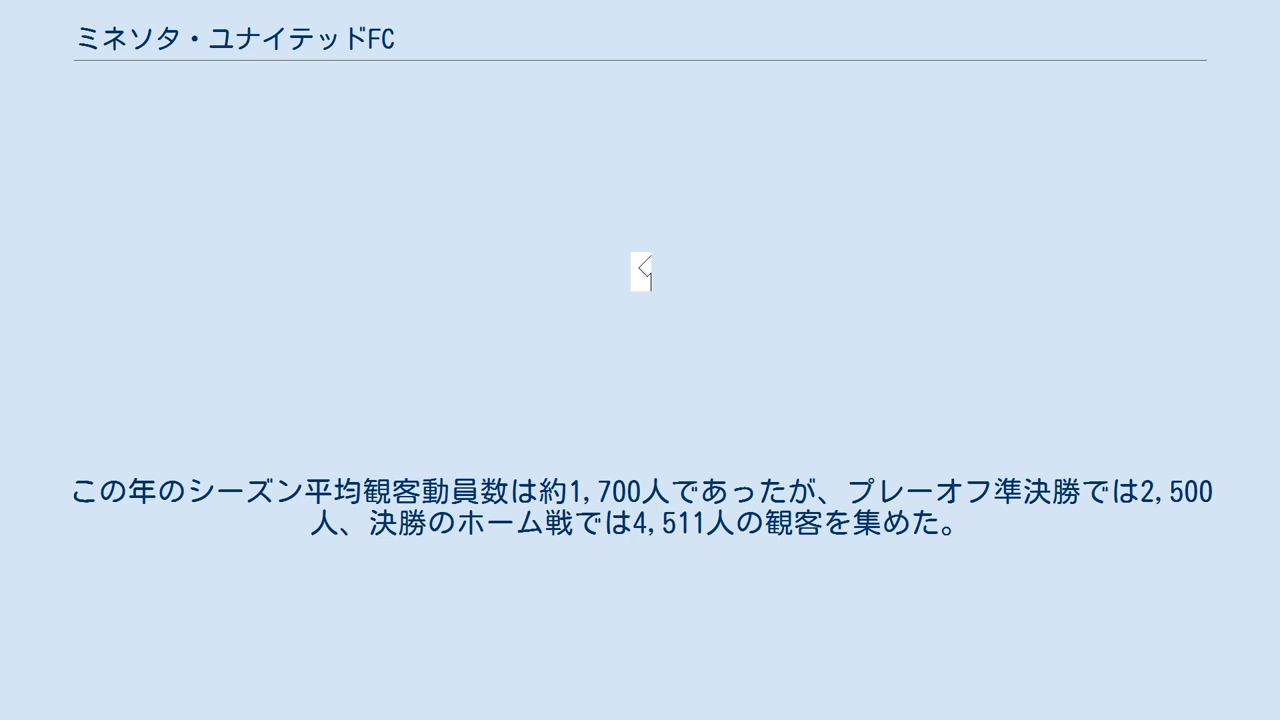 ミネソタ・ユナイテッドFC
この年のシーズン平均観客動員数は約1,700人であったが、プレーオフ準決勝では2,500
人、決勝のホーム戦では4,511人の観客を集めた。